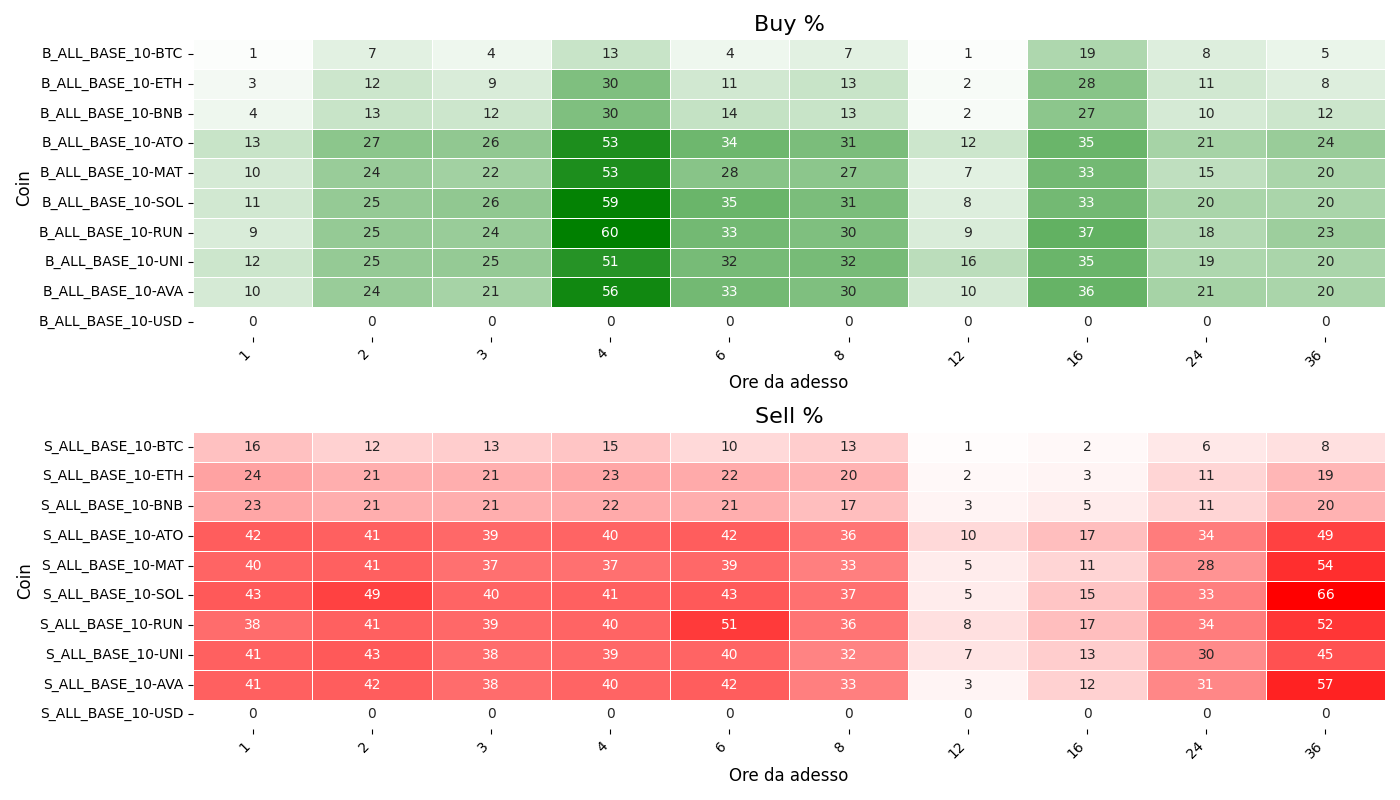 Buy %
Coin
B_ALL_BASE_10-BTC 1 7 4 13 4 7 1 19 8 5
B_ALL_BASE_10-ETH 3 12 9 30 11 13 2 28 11 8
B_ALL_BASE_10-BNB 4 13 12 30 14 13 2 27 10 12
B_ALL_BASE_10-ATO 13 27 26 53 34 31 12 35 21 24
B_ALL_BASE_10-MAT 10 24 22 53 28 27 7 33 15 20
B_ALL_BASE_10-SOL 11 25 26 59 35 31 8 33 20 20
B_ALL_BASE_10-RUN 9 25 24 60 33 30 9 37 18 23
B_ALL_BASE_10-UNI 12 25 25 51 32 32 16 35 19 20
B_ALL_BASE_10-AVA 10 24 21 56 33 30 10 36 21 20
B_ALL_BASE_10-USD 0 0 0 0 0 0 0 0 0 0
1 2 3 4 6 8 12 16 24 36
Ore da adesso
Sell %
Coin
S_ALL_BASE_10-BTC 16 12 13 15 10 13 1 2 6 8
S_ALL_BASE_10-ETH 24 21 21 23 22 20 2 3 11 19
S_ALL_BASE_10-BNB 23 21 21 22 21 17 3 5 11 20
S_ALL_BASE_10-ATO 42 41 39 40 42 36 10 17 34 49
S_ALL_BASE_10-MAT 40 41 37 37 39 33 5 11 28 54
S_ALL_BASE_10-SOL 43 49 40 41 43 37 5 15 33 66
S_ALL_BASE_10-RUN 38 41 39 40 51 36 8 17 34 52
S_ALL_BASE_10-UNI 41 43 38 39 40 32 7 13 30 45
S_ALL_BASE_10-AVA 41 42 38 40 42 33 3 12 31 57
S_ALL_BASE_10-USD 0 0 0 0 0 0 0 0 0 0
1 2 3 4 6 8 12 16 24 36
Ore da adesso